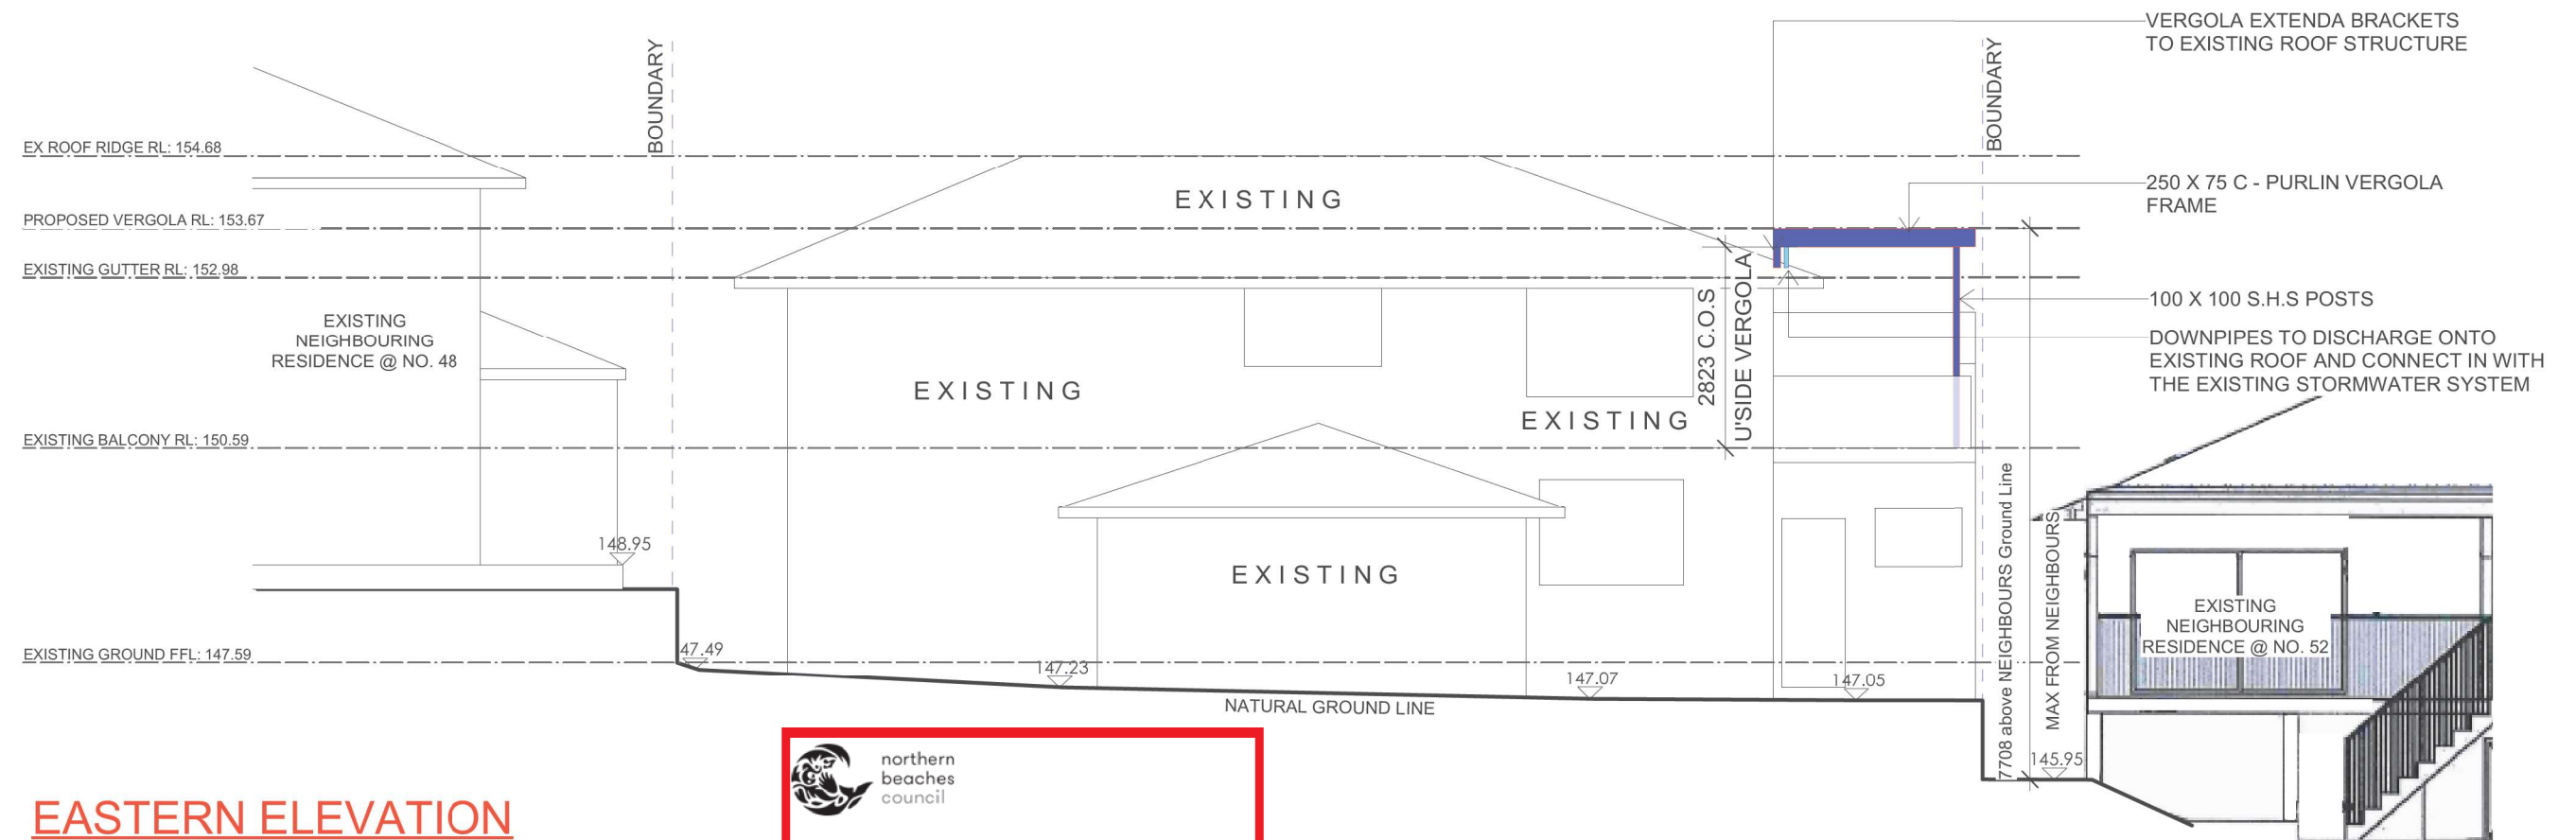 VERGOLA EXTENDA BRACKETS
TO EXISTING ROOF STRUCTURE
BOUNDARY
BOUNDARY
EX ROOF RIDGE RL: 154.68
EXISTING
250 X 75 C - PURLIN VERGOLA
FRAME
PROPOSED VERGOLA RL: 153.67
EXISTING GUTTER RL: 152.98
100 X 100 S.H.S POSTS
EXISTING
NEIGHBOURING
RESIDENCE @ NO. 48
DOWNPIPES TO DISCHARGE ONTO
EXISTING ROOF AND CONNECT IN WITH
THE EXISTING STORMWATER SYSTEM
2823 C.O.S
U'SIDE VERGOLA
EXISTING
EXISTING
EXISTING BALCONY RL: 150.59
148.95
EXISTING
7708 above NEIGHBOURS Ground Line
MAX FROM NEIGHBOURS
EXISTING
NEIGHBOURING
RESIDENCE @ NO. 52
EXISTING GROUND FFL: 147.59
47.49
147.23
147.07
147.05
NATURAL GROUND LINE
145.95
northern
beaches
council
EASTERN ELEVATION